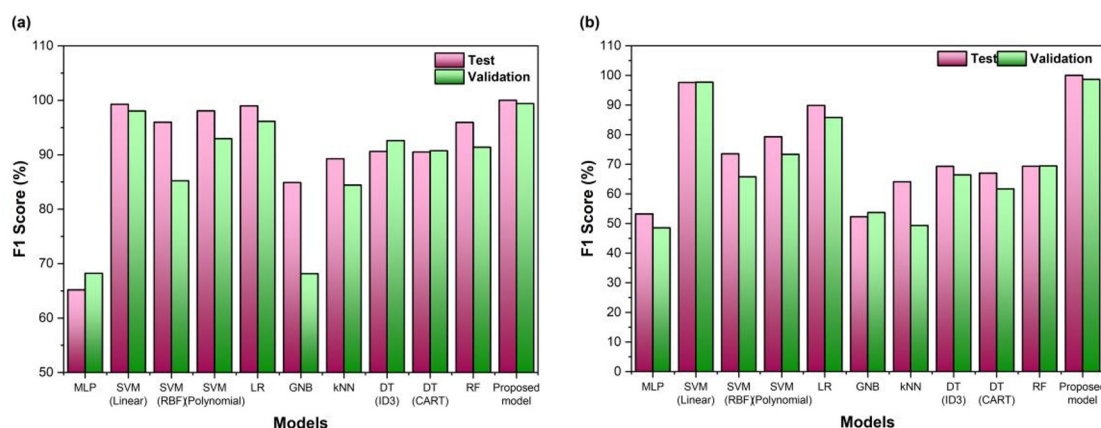 (a)
110
100
90
80
70
60
50
F1 Score (%)
Test
Validation
MLP
SVM
(Linear)
SVM
(RBF)
SVM
(Polynomial)
LR
GNB
kNN
DT
(ID3)
DT
(CART)
RF
Proposed
model
Models
(b)
110
100
90
80
70
60
50
40
30
20
10
0
F1 Score (%)
Test
Validation
MLP
SVM
(Linear)
SVM
(RBF)
SVM
(Polynomial)
LR
GNB
kNN
DT
(ID3)
DT
(CART)
RF
Proposed
model
Models